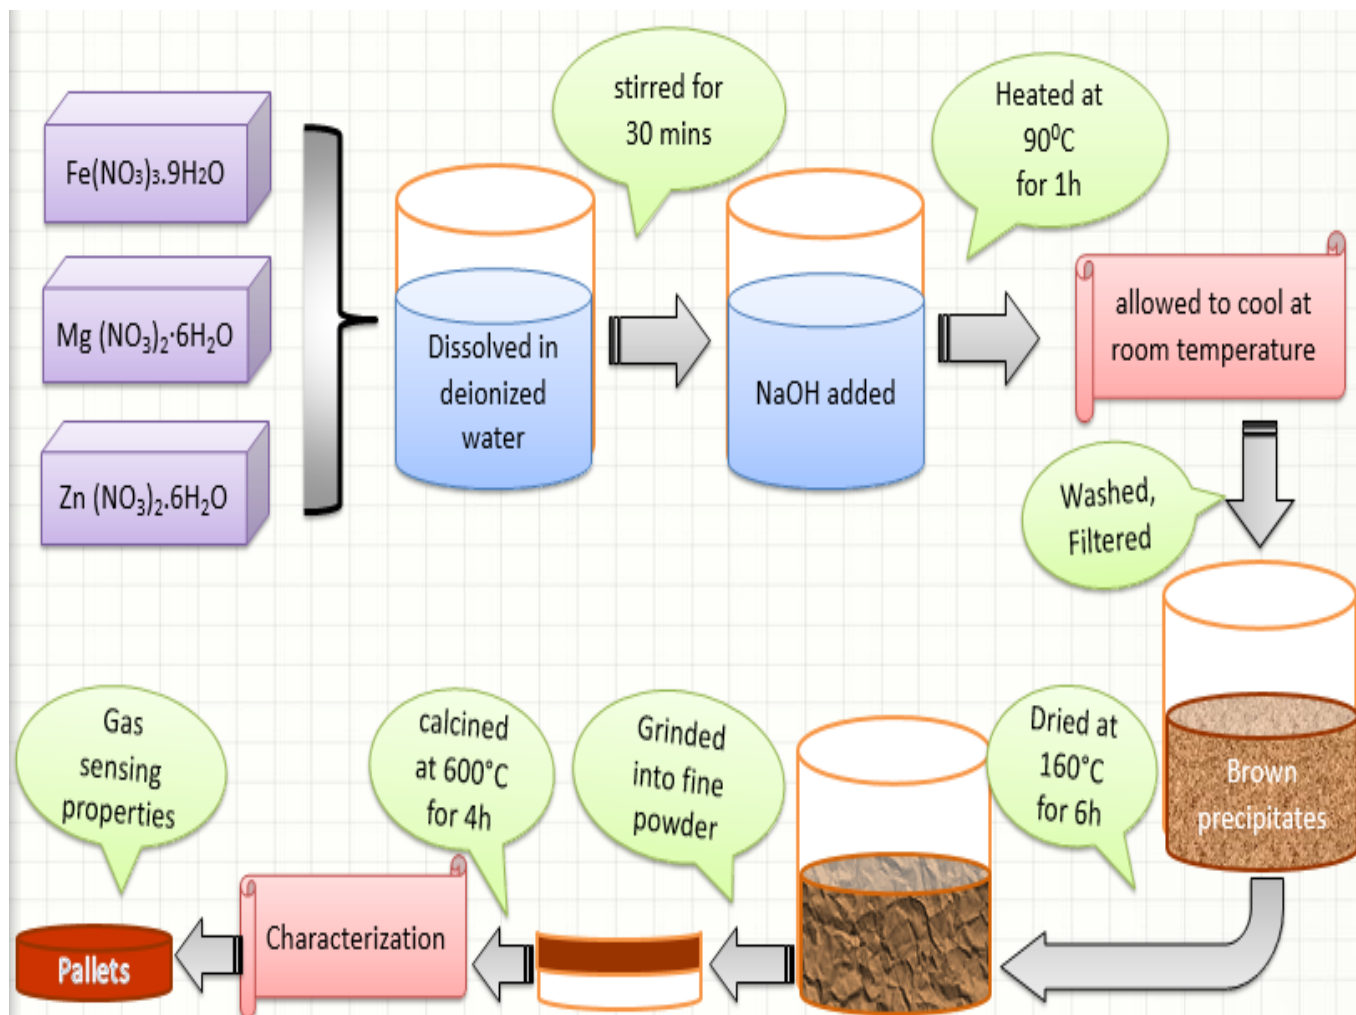 Fe(NO₃)₃.9H₂O
Mg (NO₃)₂·6H₂O
Zn (NO₃)₂.6H₂O
Dissolved in
deionized
water
stirred for
30 mins
NaOH added
Heated at
90⁰C
for 1h
allowed to cool at
room temperature
Washed,
Filtered
Brown
precipitates
Dried at
160°C
for 6h
Grinded
into fine
powder
calcined
at 600°C
for 4h
Characterization
Gas
sensing
properties
Pallets